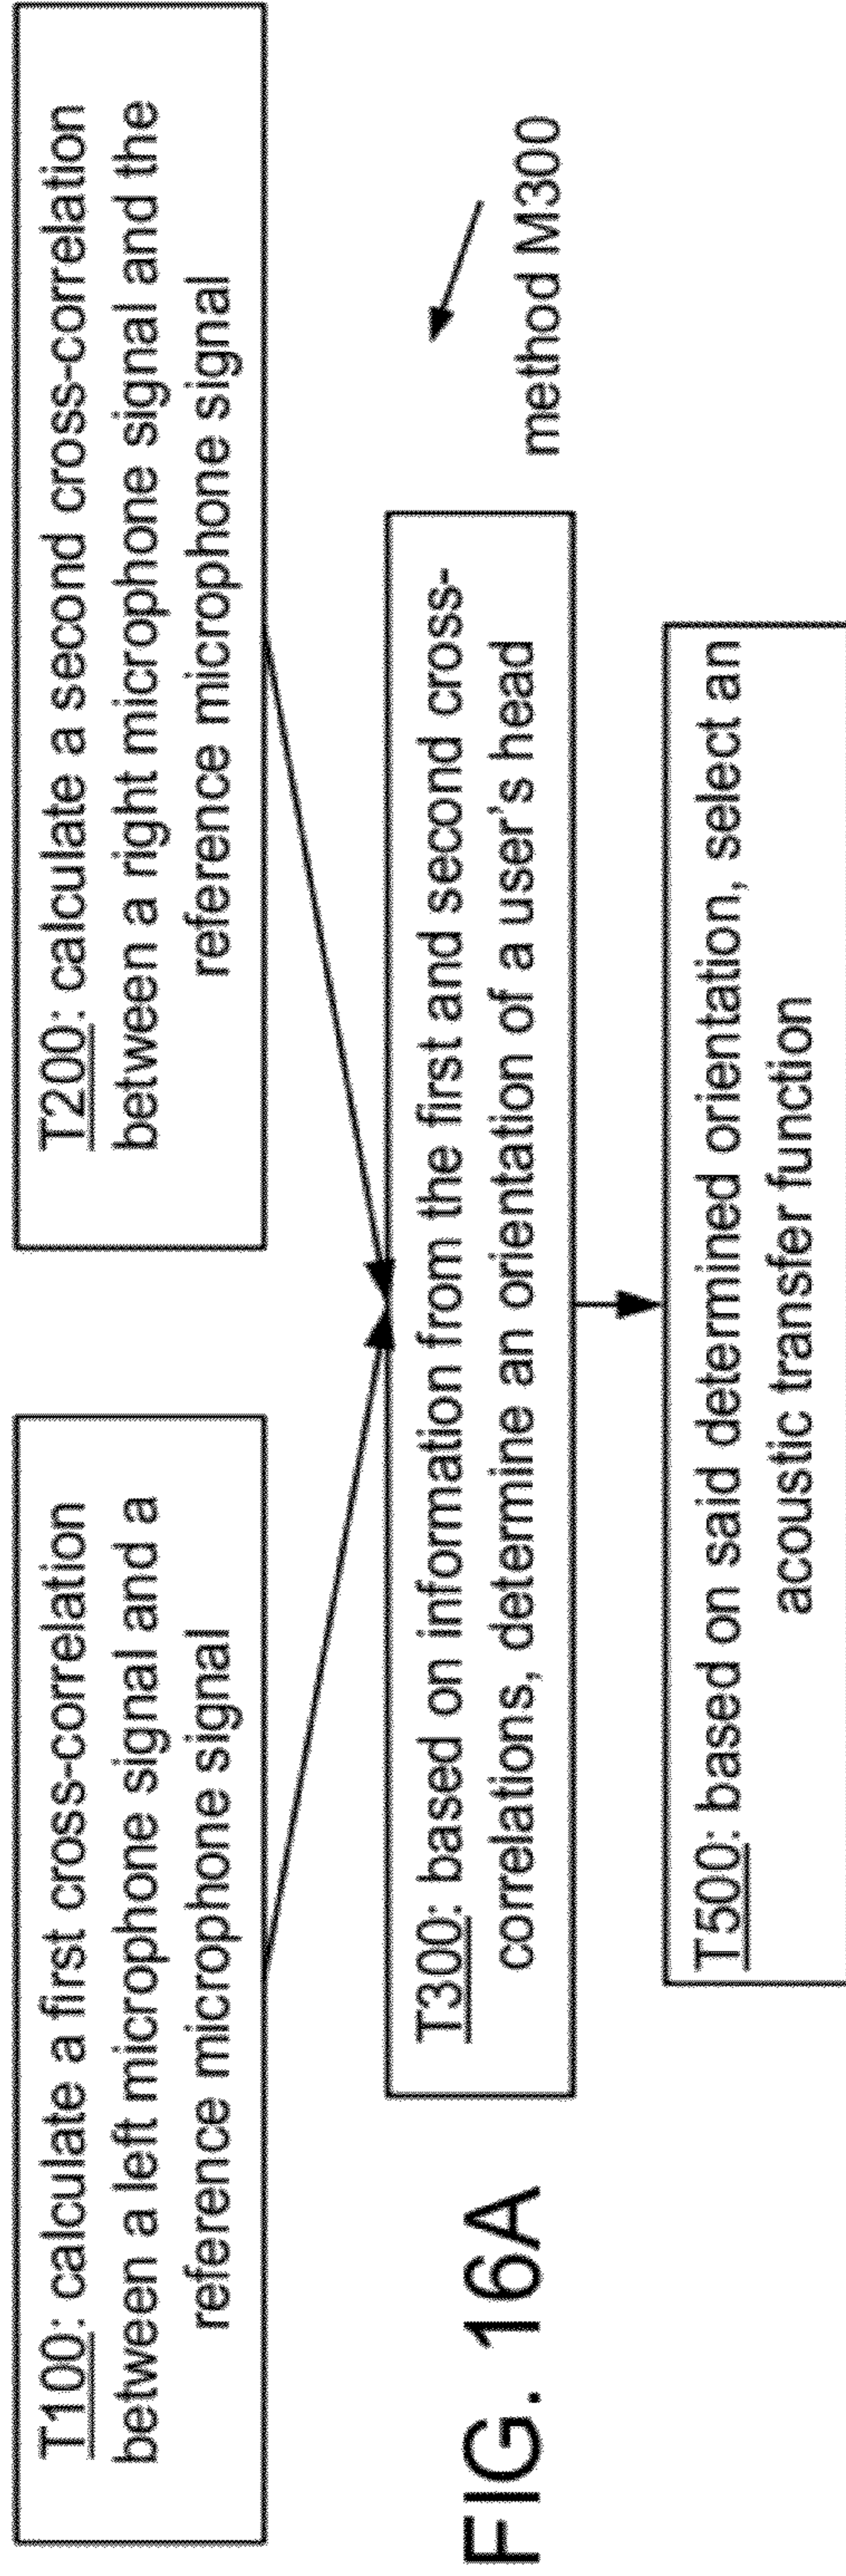 T100: calculate a first cross-correlation
between a left microphone signal and a
reference microphone signal
T200: calculate a second cross-correlation
between a right microphone signal and the
reference microphone signal
T300: based on information from the first and second cross-
correlations, determine an orientation of a user's head
method M300
T500: based on said determined orientation, select an
acoustic transfer function
FIG. 16A